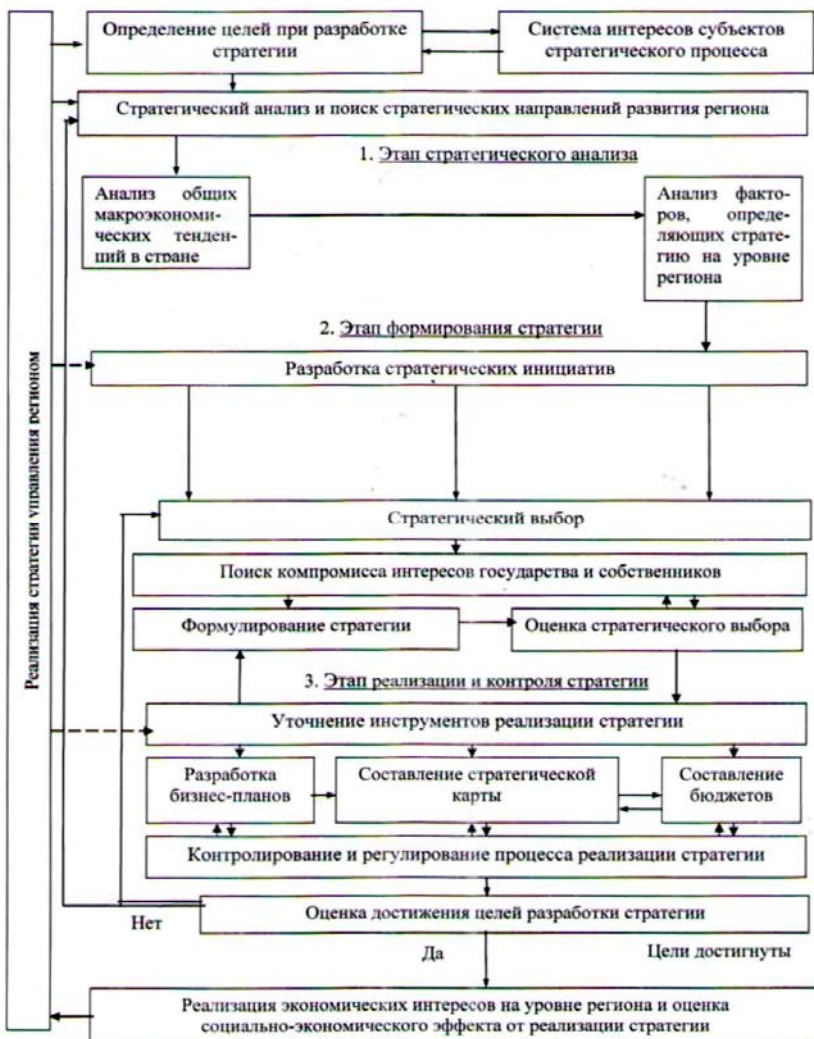 Определение целей при разработке
стратегии
Система интересов субъектов
стратегического процесса
Стратегический анализ и поиск стратегических направлений развития региона
1. Этап стратегического анализа
Анализ общих
макроэкономи-
ческих тенден-
ций в стране
Анализ факто-
ров, опреде-
ляющих страте-
гию на уровне
региона
2. Этап формирования стратегии
Разработка стратегических инициатив
Реализация стратегии управления регионом
Стратегический выбор
Поиск компромисса интересов государства и собственников
Формулирование стратегии
Оценка стратегического выбора
3. Этап реализации и контроля стратегии
Уточнение инструментов реализации стратегии
Разработка
бизнес-планов
Составление стратегической
карты
Составление
бюджетов
Контролирование и регулирование процесса реализации стратегии
Оценка достижения целей разработки стратегии
Нет
Да
Цели достигнуты
Реализация экономических интересов на уровне региона и оценка
социально-экономического эффекта от реализации стратегии